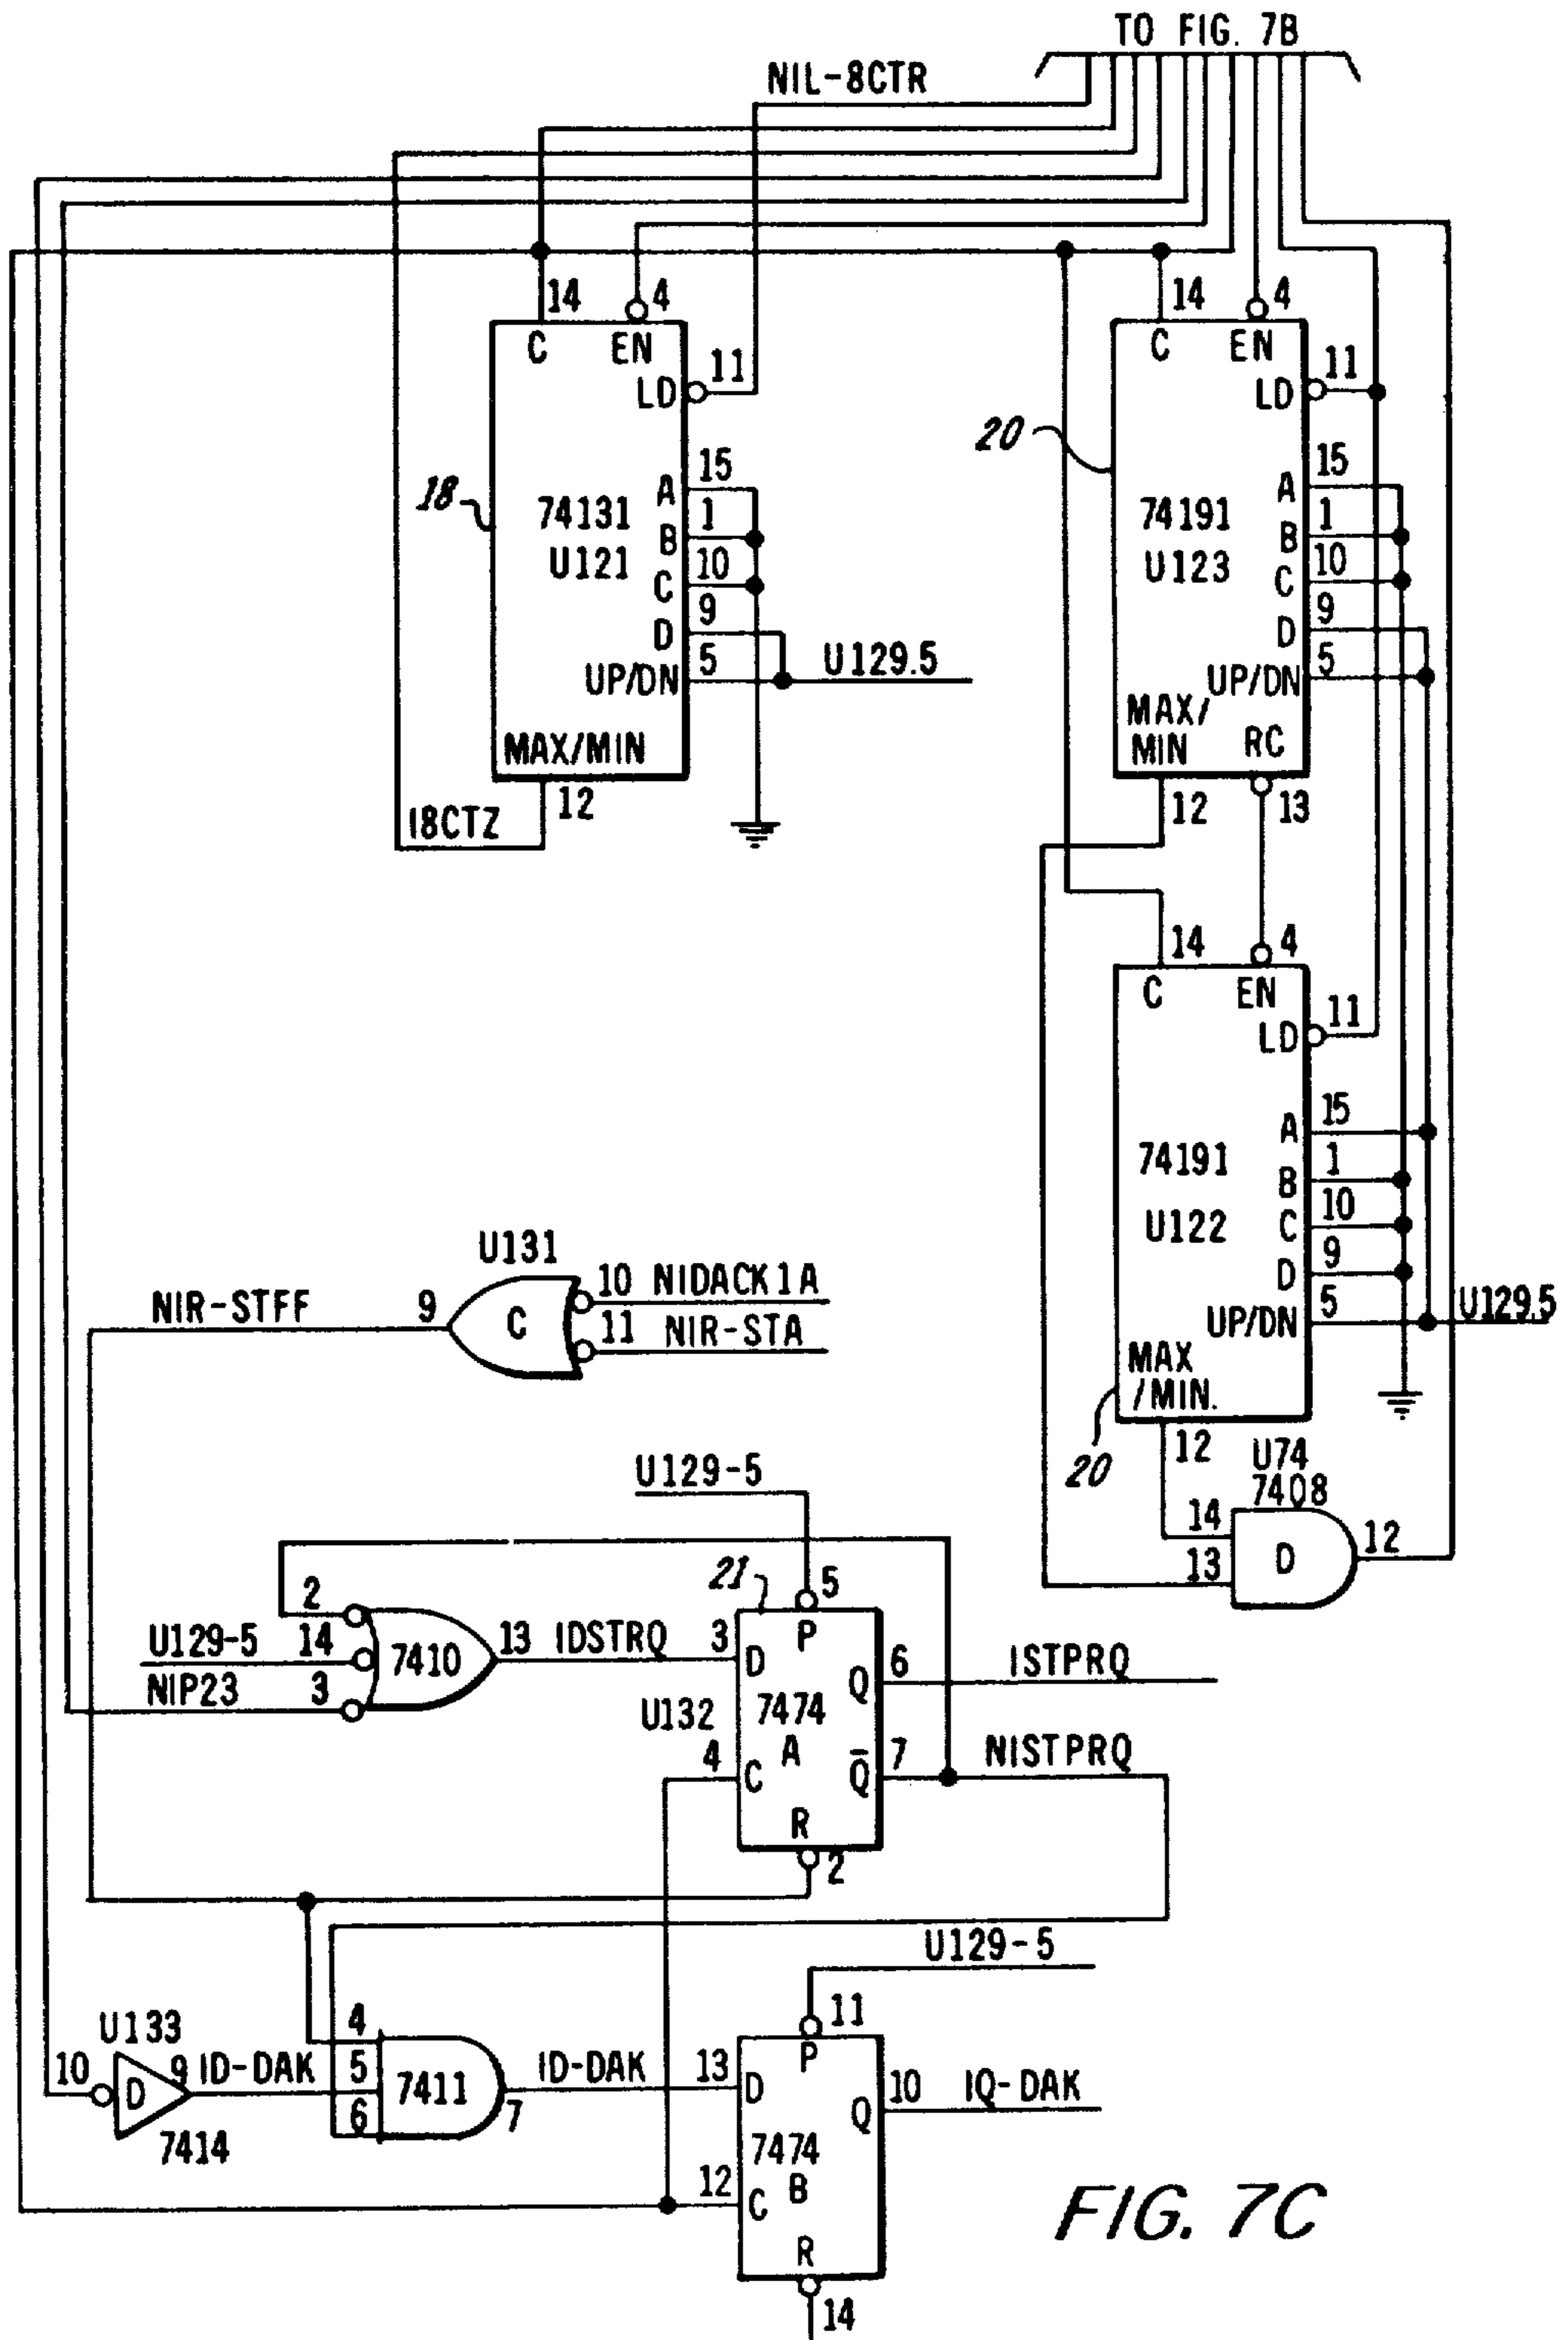 TO FIG. 7B
NIL-8CTR
14
4
C
EN
LD
11
18
74131
U121
A
15
B
1
C
10
D
9
UP/DN
5
U129.5
MAX/MIN
12
I8CTZ
14
4
C
EN
LD
11
20
74191
U123
A
15
B
1
C
10
D
9
UP/DN
5
MAX/
MIN
RC
12
13
14
4
C
EN
LD
11
74191
U122
A
15
B
1
C
10
D
9
UP/DN
5
U129.5
MAX
/MIN.
20
12
U74
7408
14
13
D
12
U131
C
9
NIR-STFF
10 NIDACK1A
11 NIR-STA
U129-5
21
5
P
2
U129-5 14
NIP23 3
7410
13 IDSTRQ 3
D
U132
7474
A
4
C
Q
6
ISTPRQ
Q̅
7
NISTPRQ
R
2
U129-5
11
P
U133
10
D
9 ID-DAK
7414
4
5
6
7411
7
ID-DAK 13
D
7474
B
12
C
Q
10 IQ-DAK
R
14
FIG. 7C